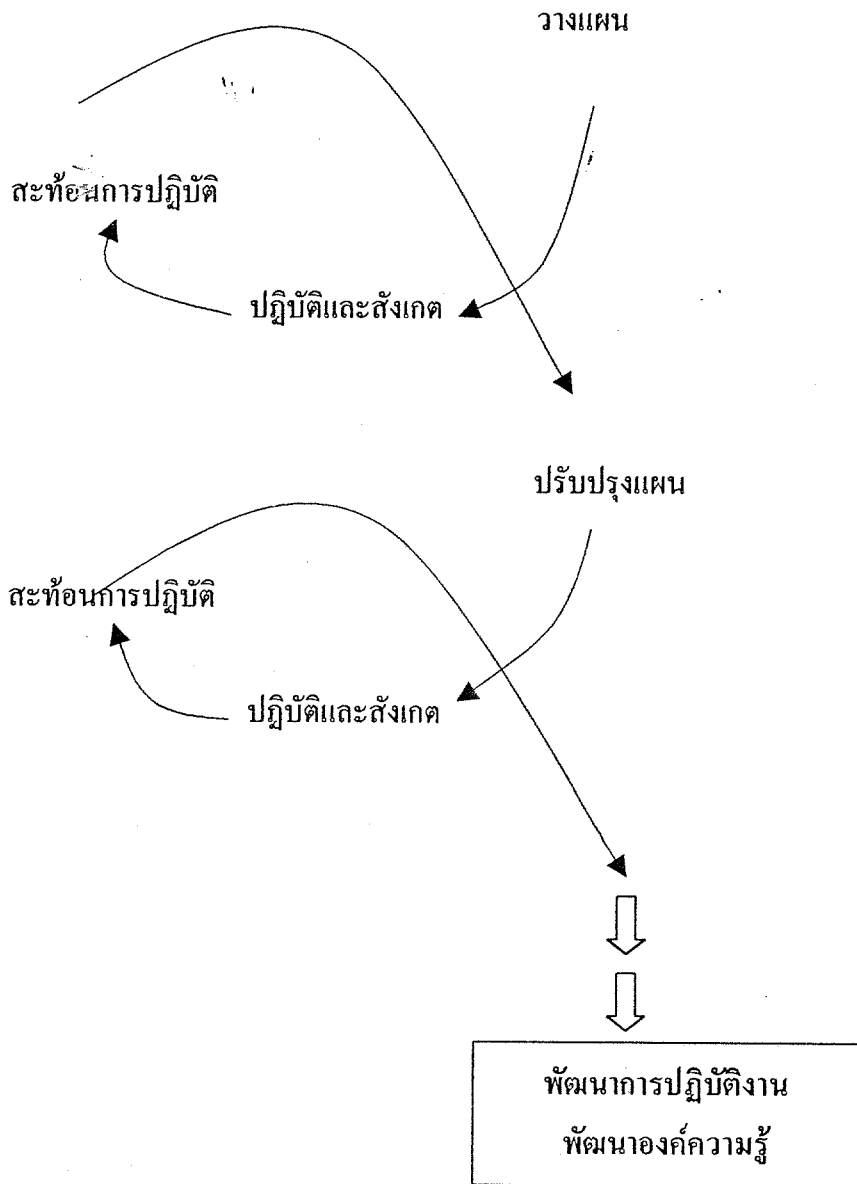 วางแผน
สะท้อนการปฏิบัติ
ปฏิบัติและสังเกต
ปรับปรุงแผน
สะท้อนการปฏิบัติ
ปฏิบัติและสังเกต
พัฒนาการปฏิบัติงาน
พัฒนาองค์ความรู้